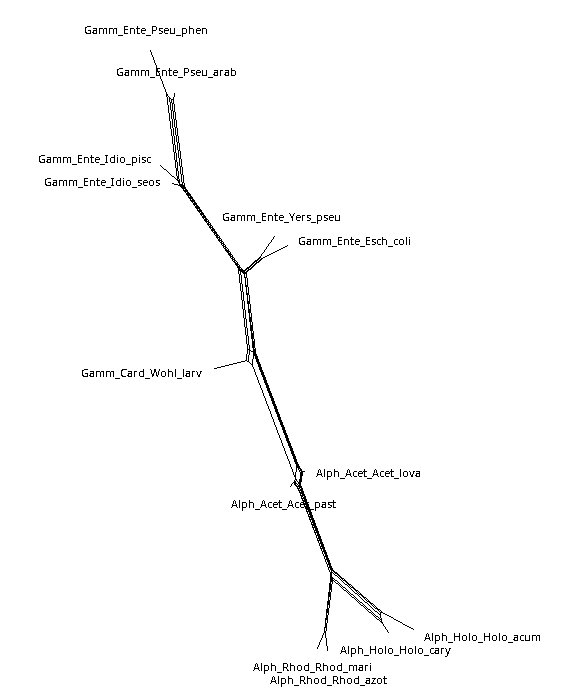 Gamm_Ente_Pseu_phen
Gamm_Ente_Pseu_arab
Gamm_Ente_Idio_pisc
Gamm_Ente_Idio_seos
Gamm_Ente_Yers_pseu
Gamm_Ente_Esch_coli
Gamm_Card_Wohl_larv
Alph_Acet_Acet_lova
Alph_Acet_Acet_past
Alph_Holo_Holo_acum
Alph_Holo_Holo_cary
Alph_Rhod_Rhod_mari
Alph_Rhod_Rhod_azot